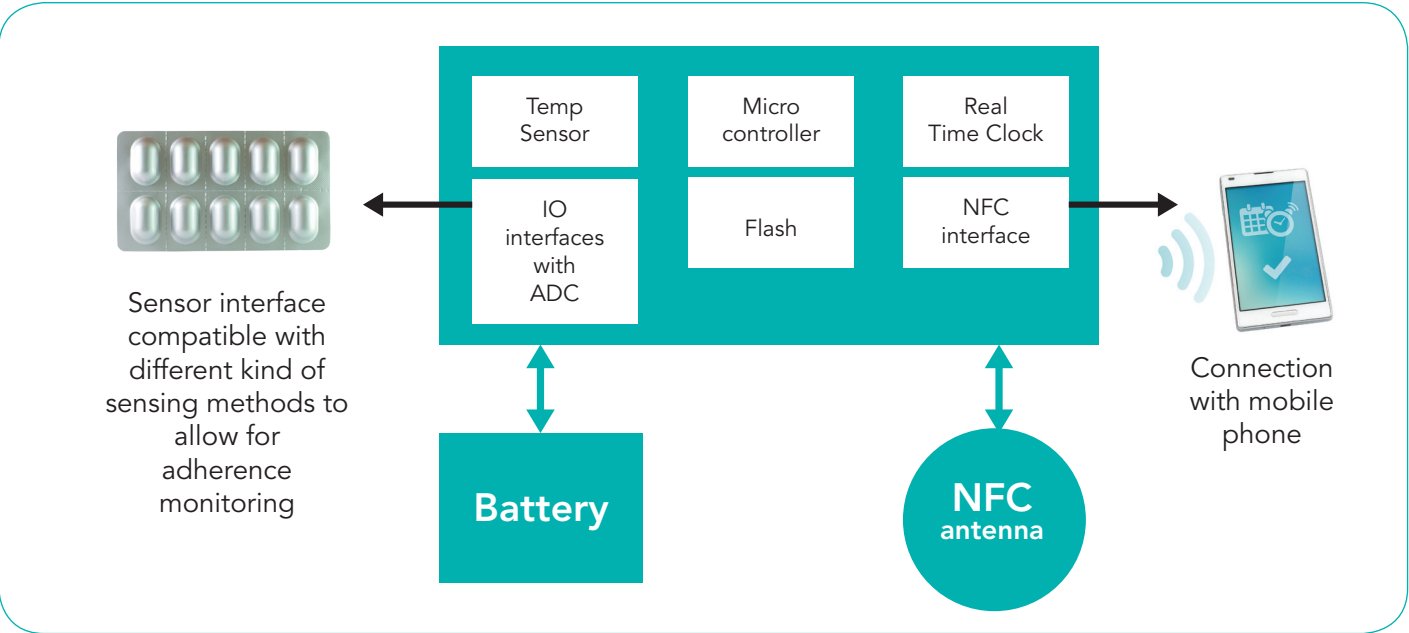 Temp
Sensor
Micro
controller
Real
Time Clock
IO
interfaces
with
ADC
Flash
NFC
interface
Sensor interface
compatible with
different kind of
sensing methods to
allow for
adherence
monitoring
Connection
with mobile
phone
Battery
NFC
antenna